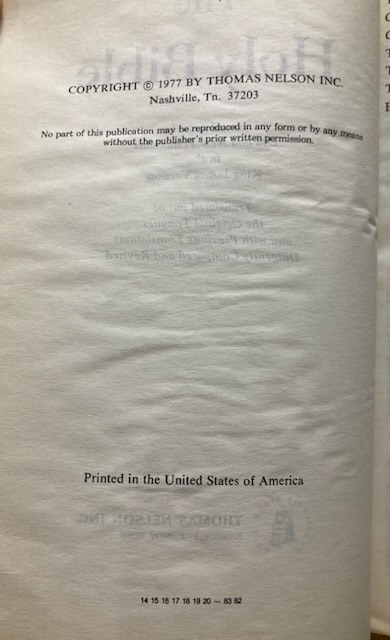 COPYRIGHT © 1977 BY THOMAS NELSON INC.
Nashville, Tn. 37203
No part of this publication may be reproduced in any form or by any means
without the publisher's prior written permission.
Printed in the United States of America
14 15 16 17 18 19 20 — 83 82